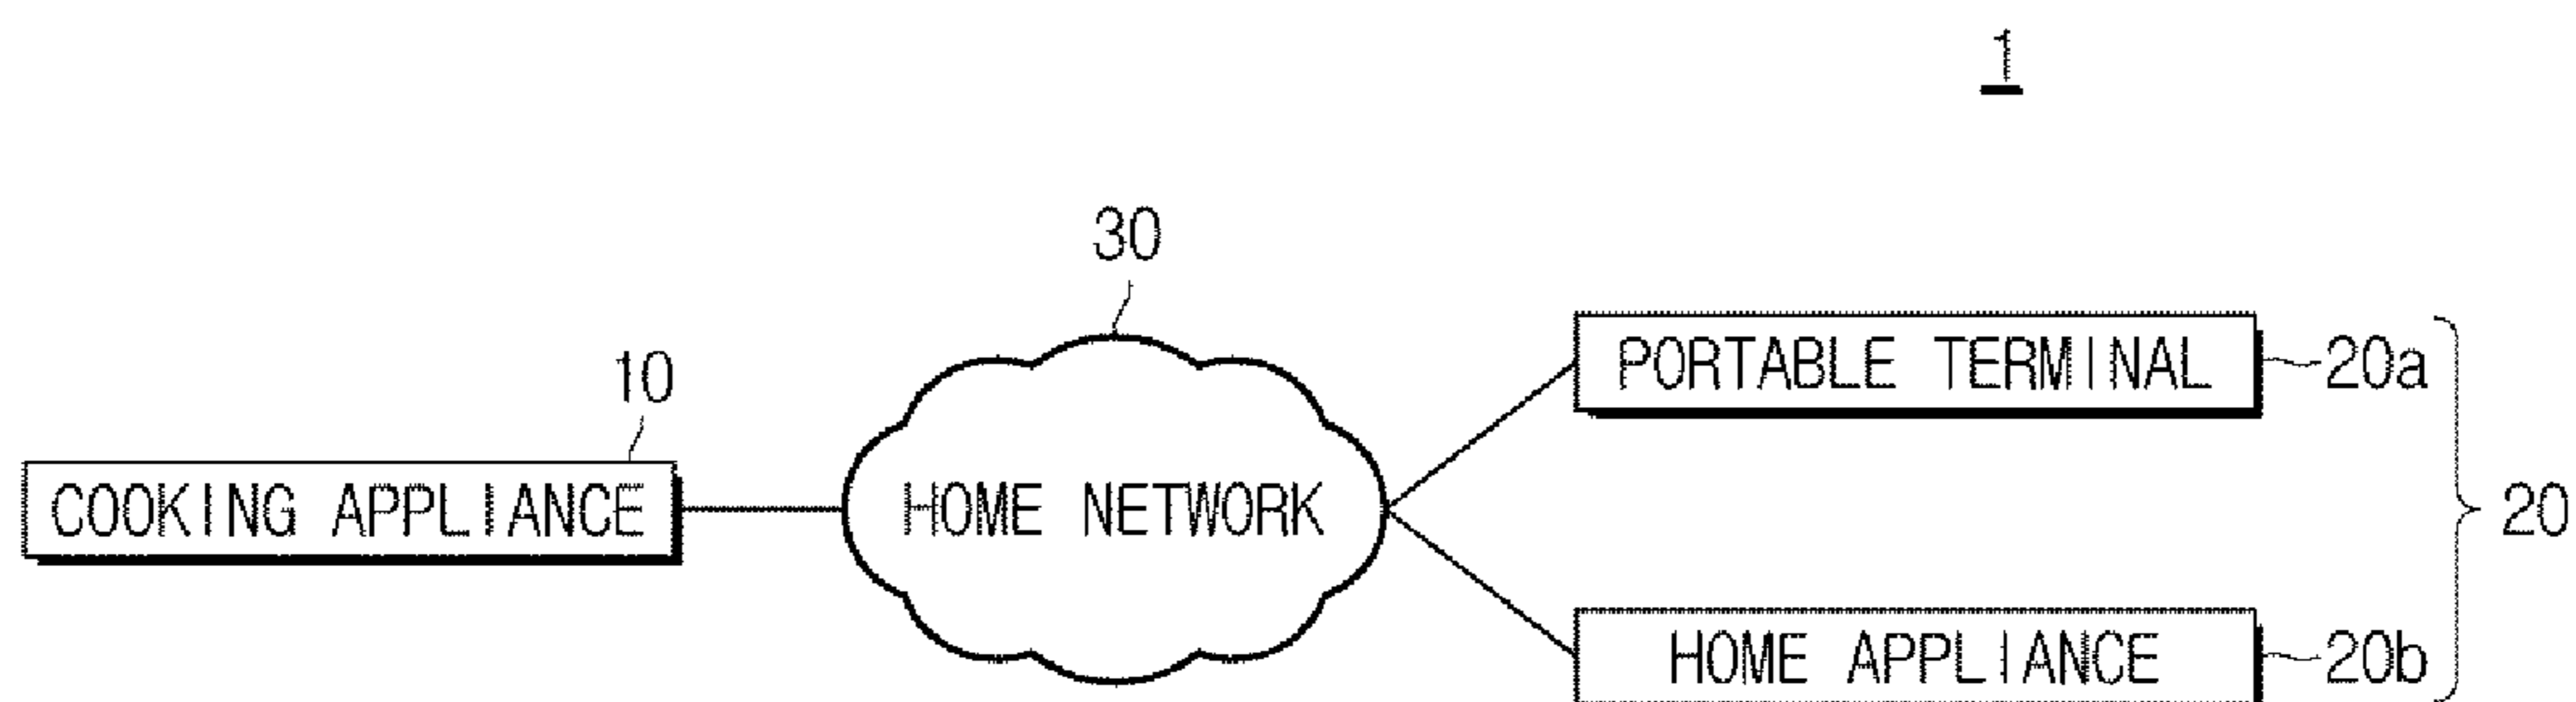 1
30
10
COOKING APPLIANCE
HOME NETWORK
PORTABLE TERMINAL
20a
20
HOME APPLIANCE
20b